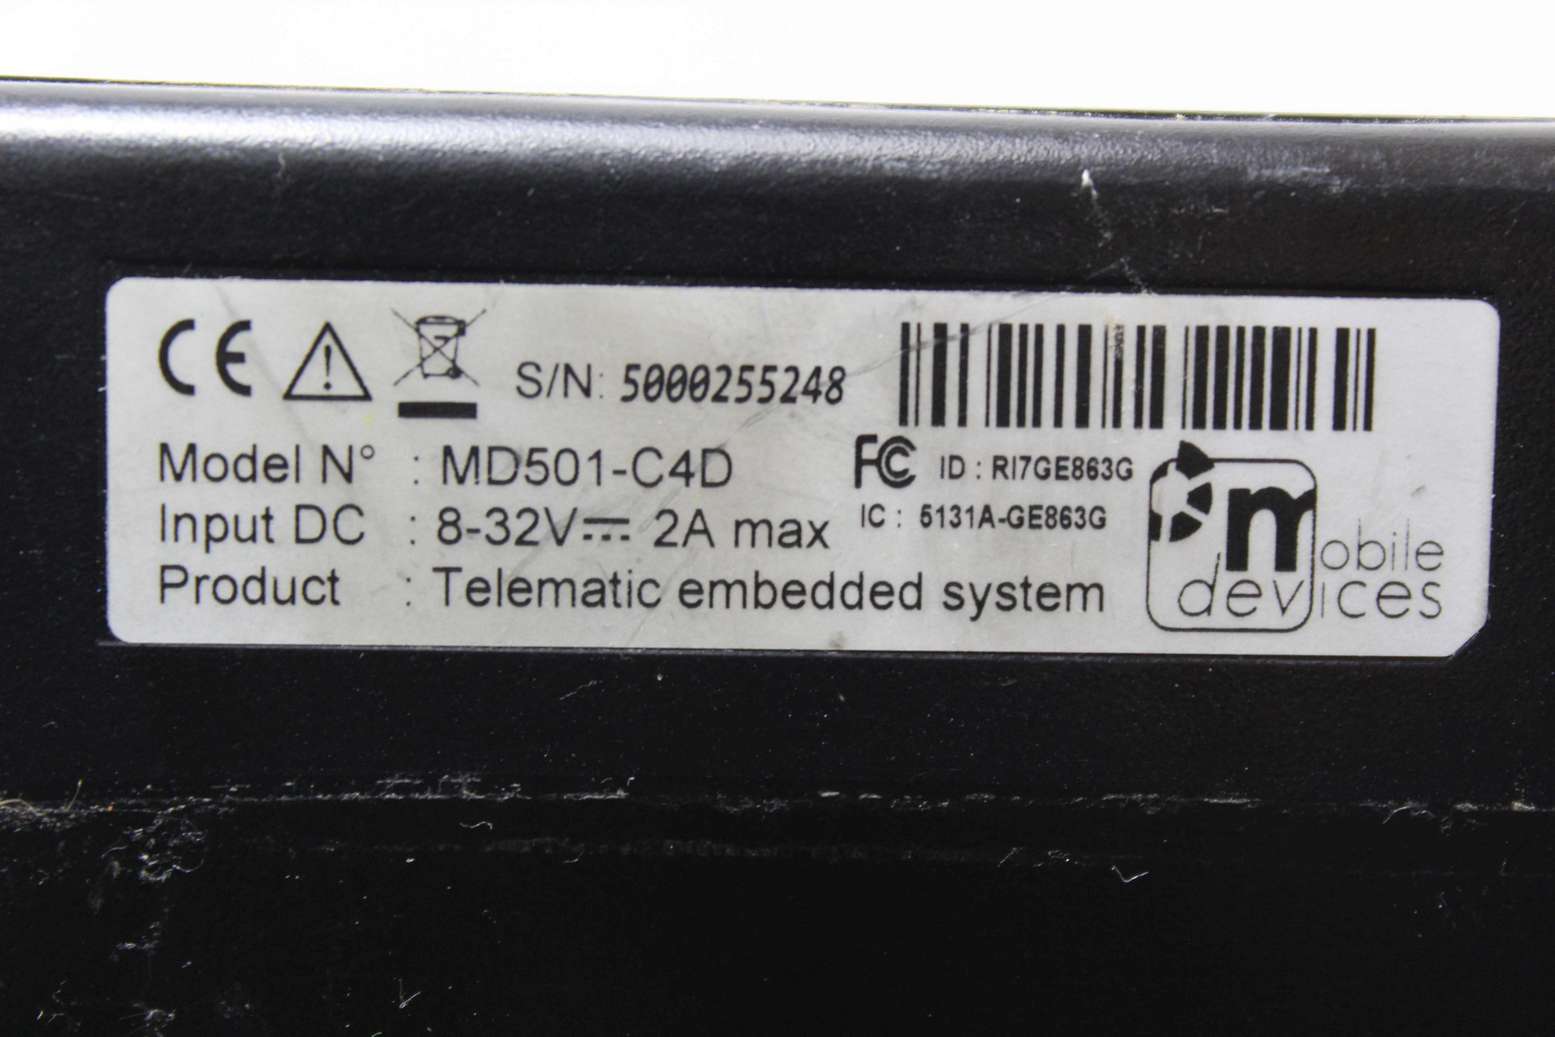 CE S/N: 5000255248
Model N° : MD501-C4D
FC ID : RI7GE863G
Input DC : 8-32V 2A max
IC : 5131A-GE863G
Product : Telematic embedded system
mobile
devices